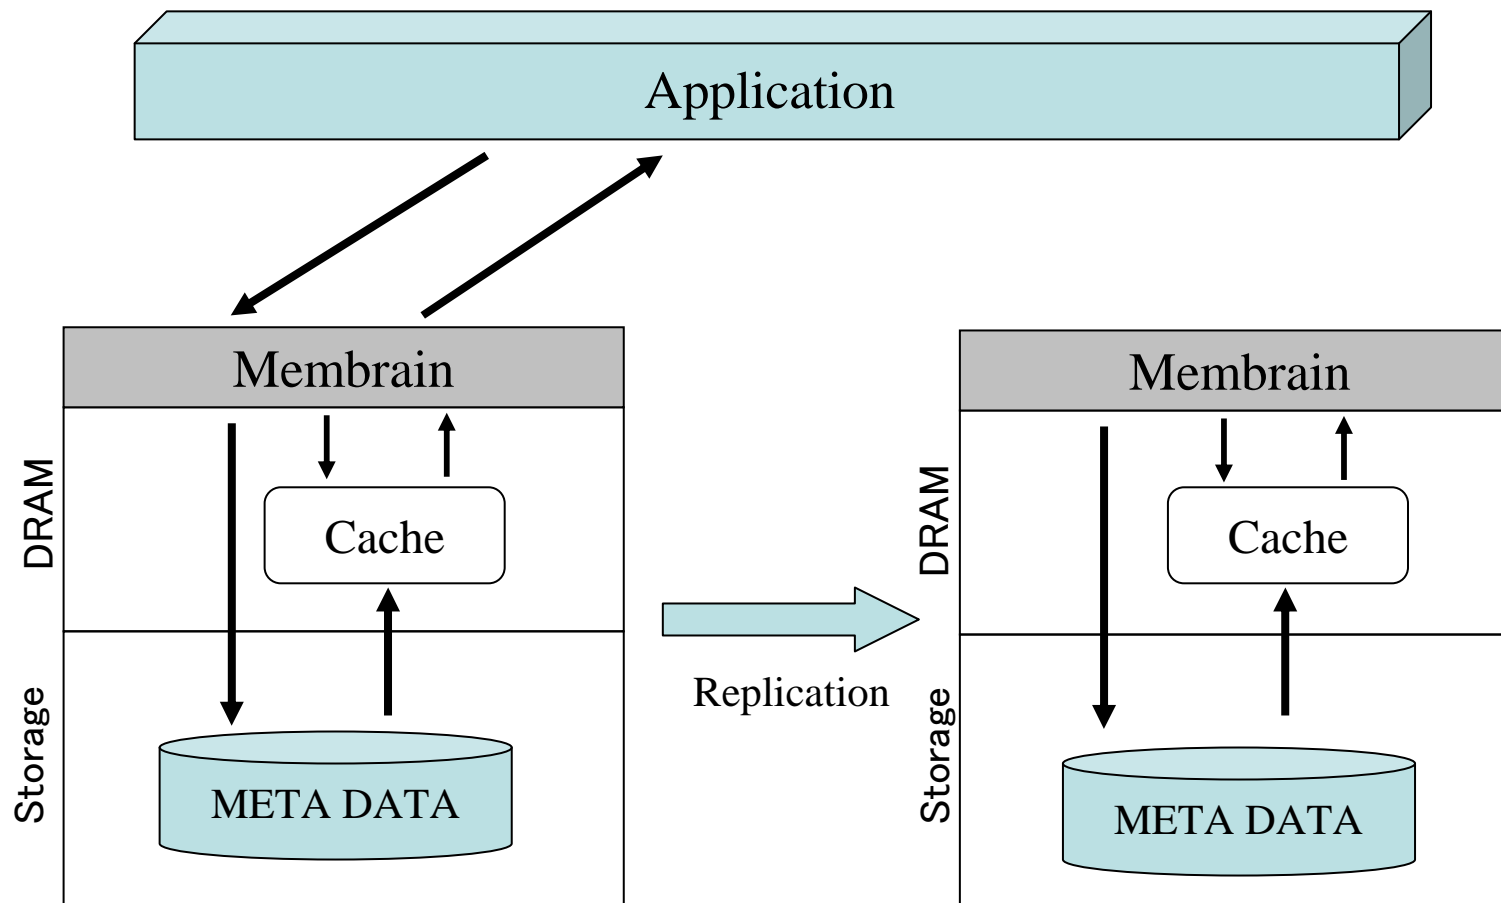 Application
Membrain
Membrain
DRAM
Cache
DRAM
Cache
Replication
Storage
META DATA
Storage
META DATA